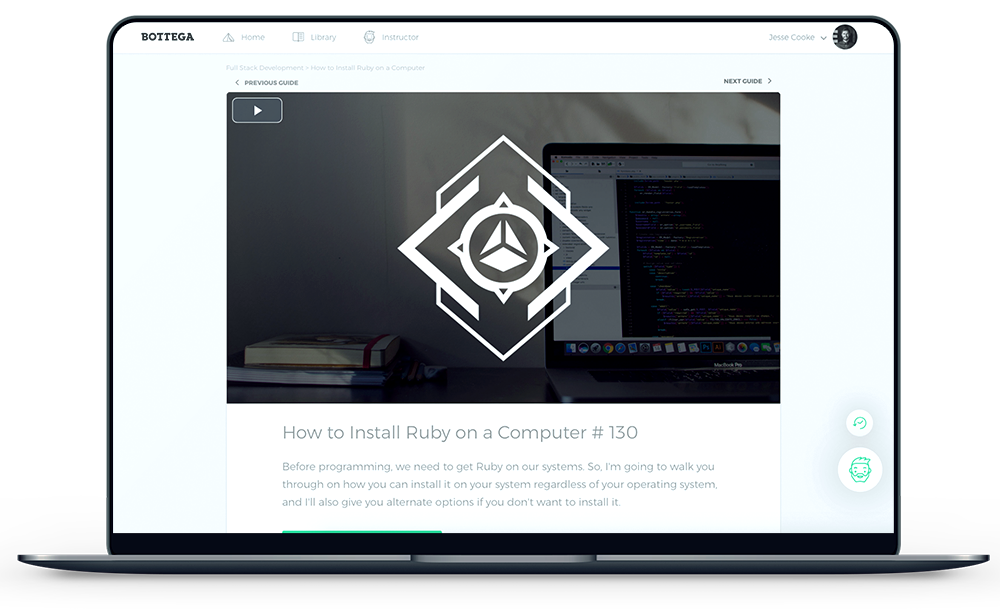 BOTTEGA Home Library Instructor Jesse Cooke
Full Stack Development > How to Install Ruby on a Computer
PREVIOUS GUIDE NEXT GUIDE
MacBook Pro
How to Install Ruby on a Computer # 130
Before programming, we need to get Ruby on our systems. So, I'm going to walk you
through on how you can install it on your system regardless of your operating system,
and I'll also give you alternate options if you don't want to install it.